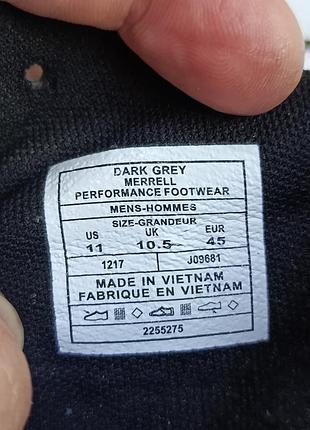 DARK GREY
MERRELL
PERFORMANCE FOOTWEAR
MENS-HOMMES
SIZE-GRANDEUR
US UK EUR
11 10.5 45
1217 J09681
MADE IN VIETNAM
FABRIQUE EN VIETNAM
2255275